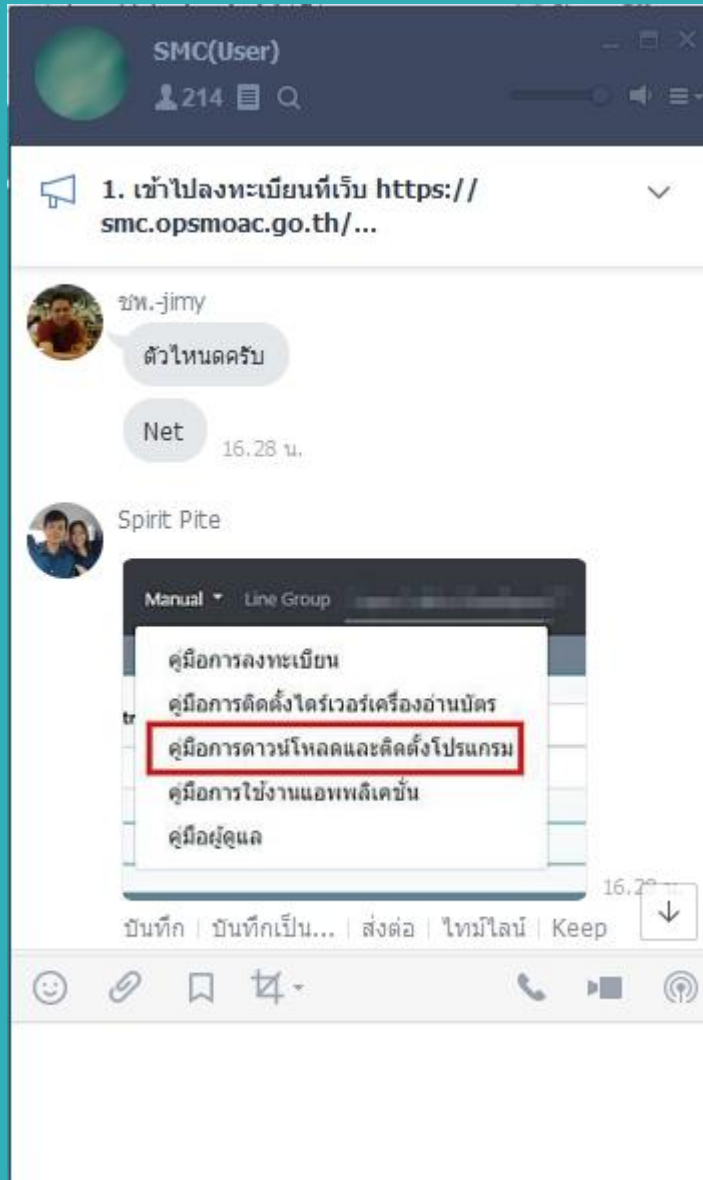 SMC(User)
214
1. เข้าไปลงทะเบียนที่เว็บ https://
smc.opsmoac.go.th/...
ชพ.-jimy
ตัวไหนดครับ
Net
16.28 น.
Spirit Pite
Manual Line Group
คู่มือการลงทะเบียน
คู่มือการติดตั้งไดร์เวอร์เครื่องอ่านบัตร
คู่มือการดาวน์โหลดและติดตั้งโปรแกรม
คู่มือการใช้งานแอพพลิเคชั่น
คู่มือผู้ดูแล
บันทึก | บันทึกเป็น... | ส่งต่อ | ไทม์ไลน์ | Keep